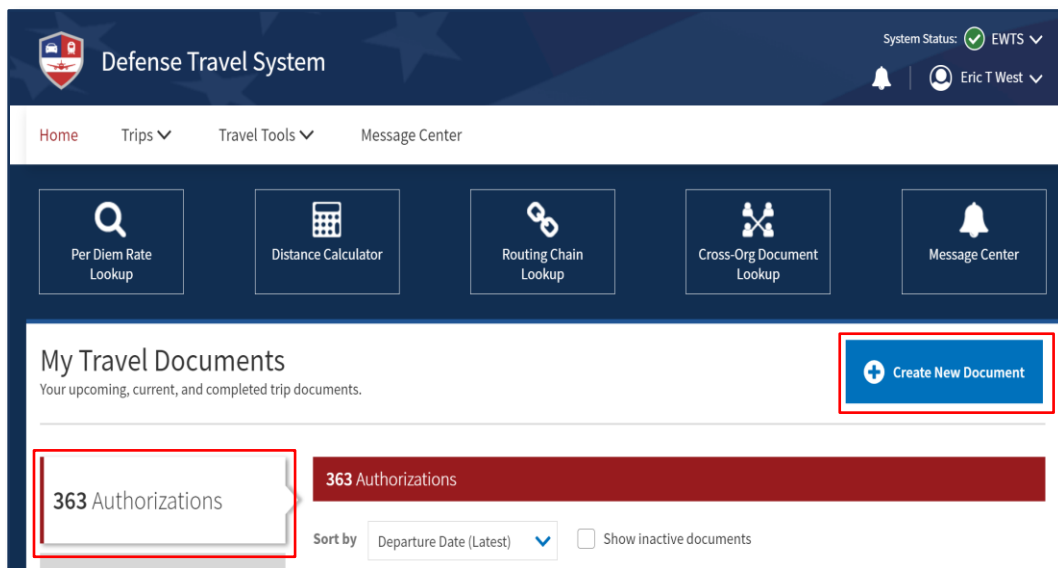 Defense Travel System
System Status: EWTS
Eric T West
Home Trips Travel Tools Message Center
Per Diem Rate
Lookup
Distance Calculator
Routing Chain
Lookup
Cross-Org Document
Lookup
Message Center
My Travel Documents
Your upcoming, current, and completed trip documents.
Create New Document
363 Authorizations
363 Authorizations
Sort by Departure Date (Latest) Show inactive documents